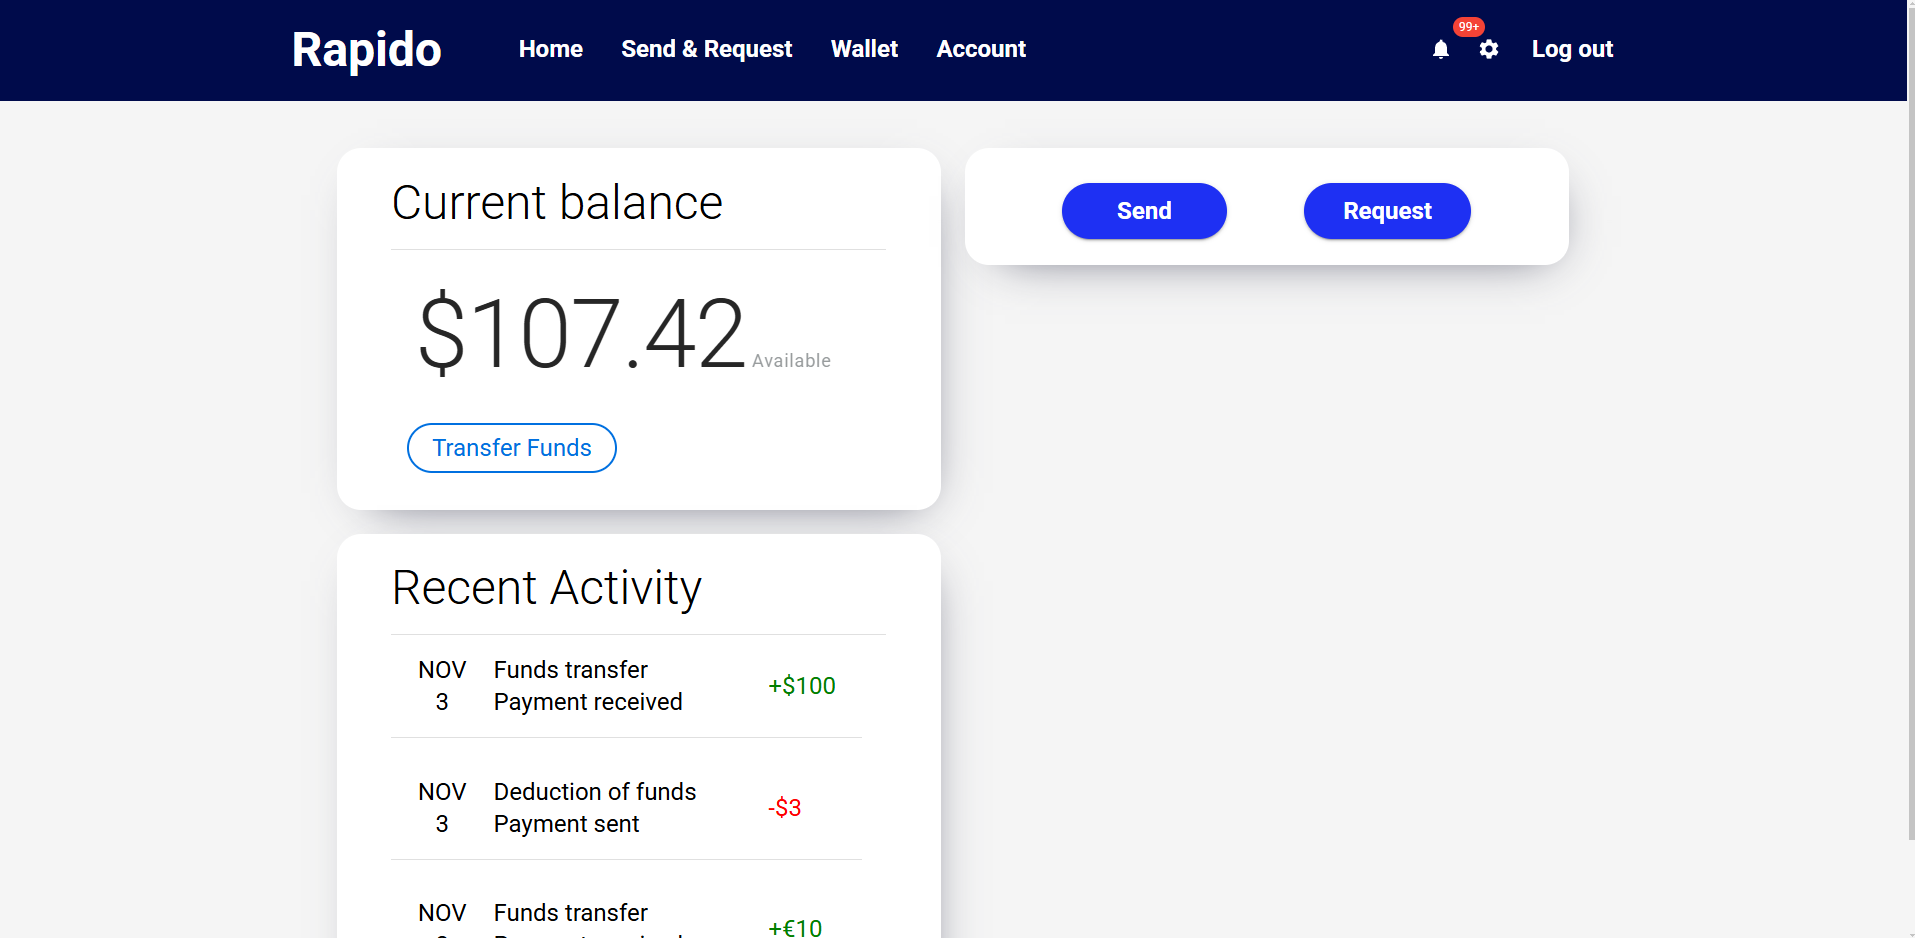 Rapido
Home
Send & Request
Wallet
Account
99+
Log out
Current balance
$107.42 Available
Transfer Funds
Send
Request
Recent Activity
NOV
3
Funds transfer
Payment received
+$100
NOV
3
Deduction of funds
Payment sent
-$3
NOV
Funds transfer
+€10